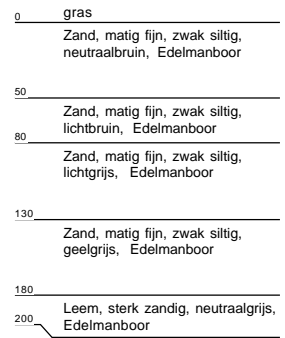 0 gras
Zand, matig fijn, zwak siltig,
neutraalbruin, Edelmanboor
50
Zand, matig fijn, zwak siltig,
lichtbruin, Edelmanboor
80
Zand, matig fijn, zwak siltig,
lichtgrijs, Edelmanboor
130
Zand, matig fijn, zwak siltig,
geelgrijs, Edelmanboor
180
Leem, sterk zandig, neutraalgrijs,
200 Edelmanboor